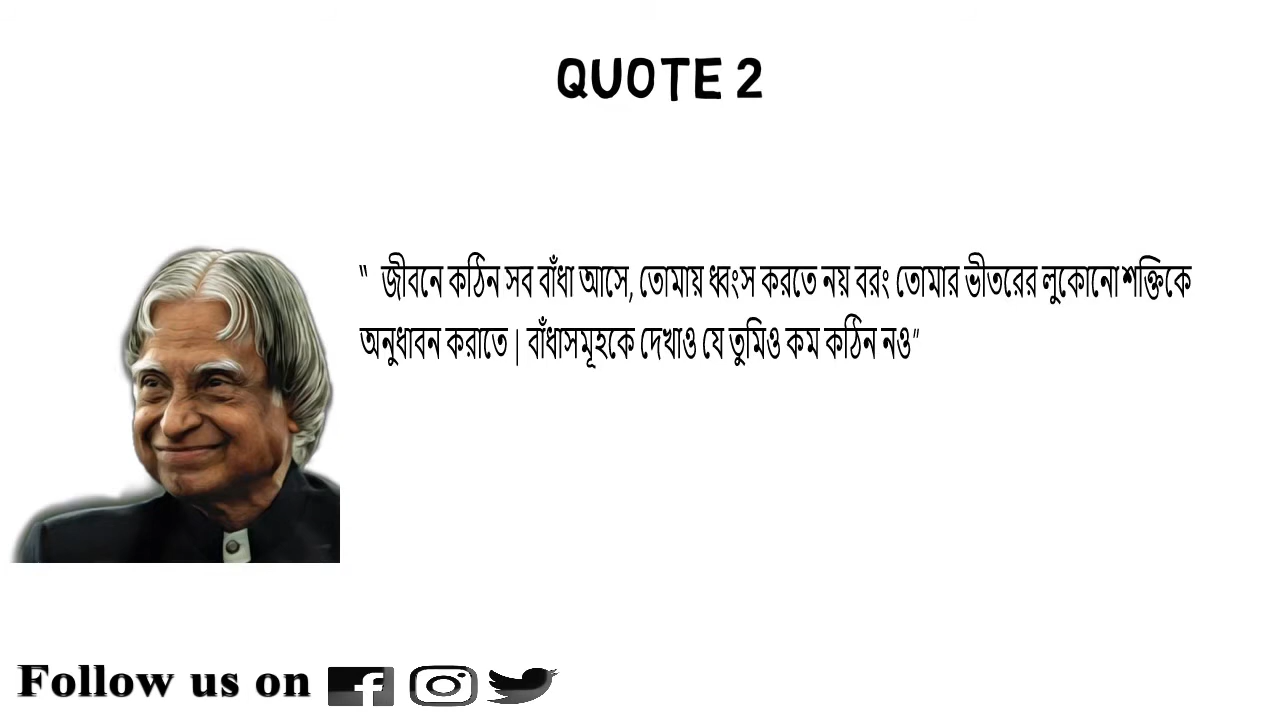 QUOTE 2
" জীবনে কঠিন সব বাঁধা আসে, তোমায় ধ্বংস করতে নয় বরং তোমার ভীতরের লুকোনো শক্তিকে
অনুধাবন করাতে | বাঁধাসমূহকে দেখাও যে তুমিও কম কঠিন নও"
Follow us on